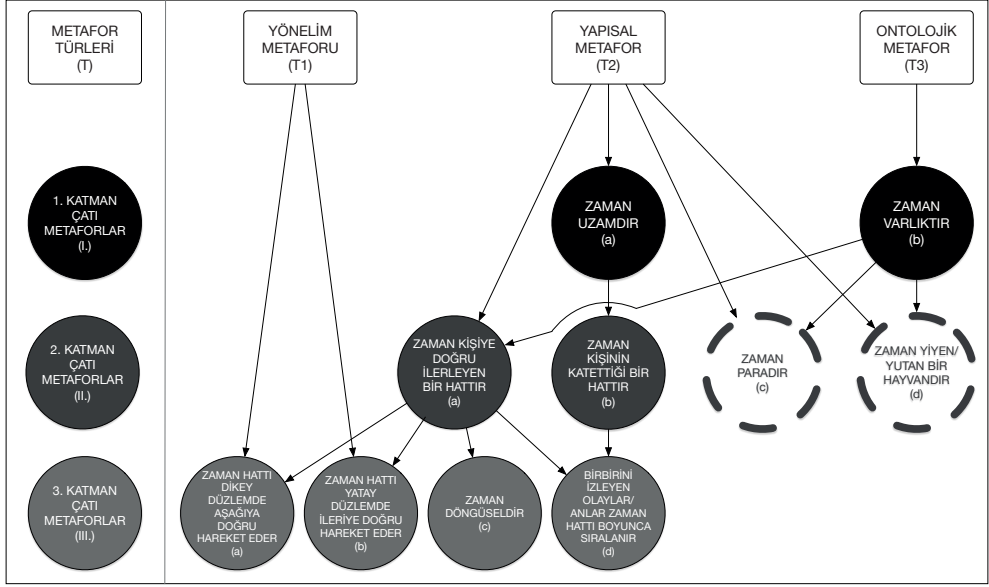 METAFOR
TÜRLERİ
(T)
YÖNELİM
METAFORU
(T1)
YAPISAL
METAFOR
(T2)
ONTOLOJİK
METAFOR
(T3)
1. KATMAN
ÇATI
METAFORLAR
(I.)
ZAMAN
UZAMDIR
(a)
ZAMAN
VARLIKTIR
(b)
2. KATMAN
ÇATI
METAFORLAR
(II.)
ZAMAN KİŞİYE
DOĞRU
İLERLEYEN
BİR HATTIR
(a)
ZAMAN
KİŞİNİN
KATETTİĞİ BİR
HATTIR
(b)
ZAMAN
PARADIR
(c)
ZAMAN YİYEN/
YUTAN BİR
HAYVANDIR
(d)
3. KATMAN
ÇATI
METAFORLAR
(III.)
ZAMAN HATTI
DİKEY
DÜZLEMDE
AŞAĞIYA
DOĞRU
HAREKET EDER
(a)
ZAMAN HATTI
YATAY
DÜZLEMDE
İLERİYE DOĞRU
HAREKET EDER
(b)
ZAMAN
DÖNGÜSELDİR
(c)
BİRBİRİNİ
İZLEYEN
OLAYLAR/
ANLAR ZAMAN
HATTI BOYUNCA
SIRALANIR
(d)